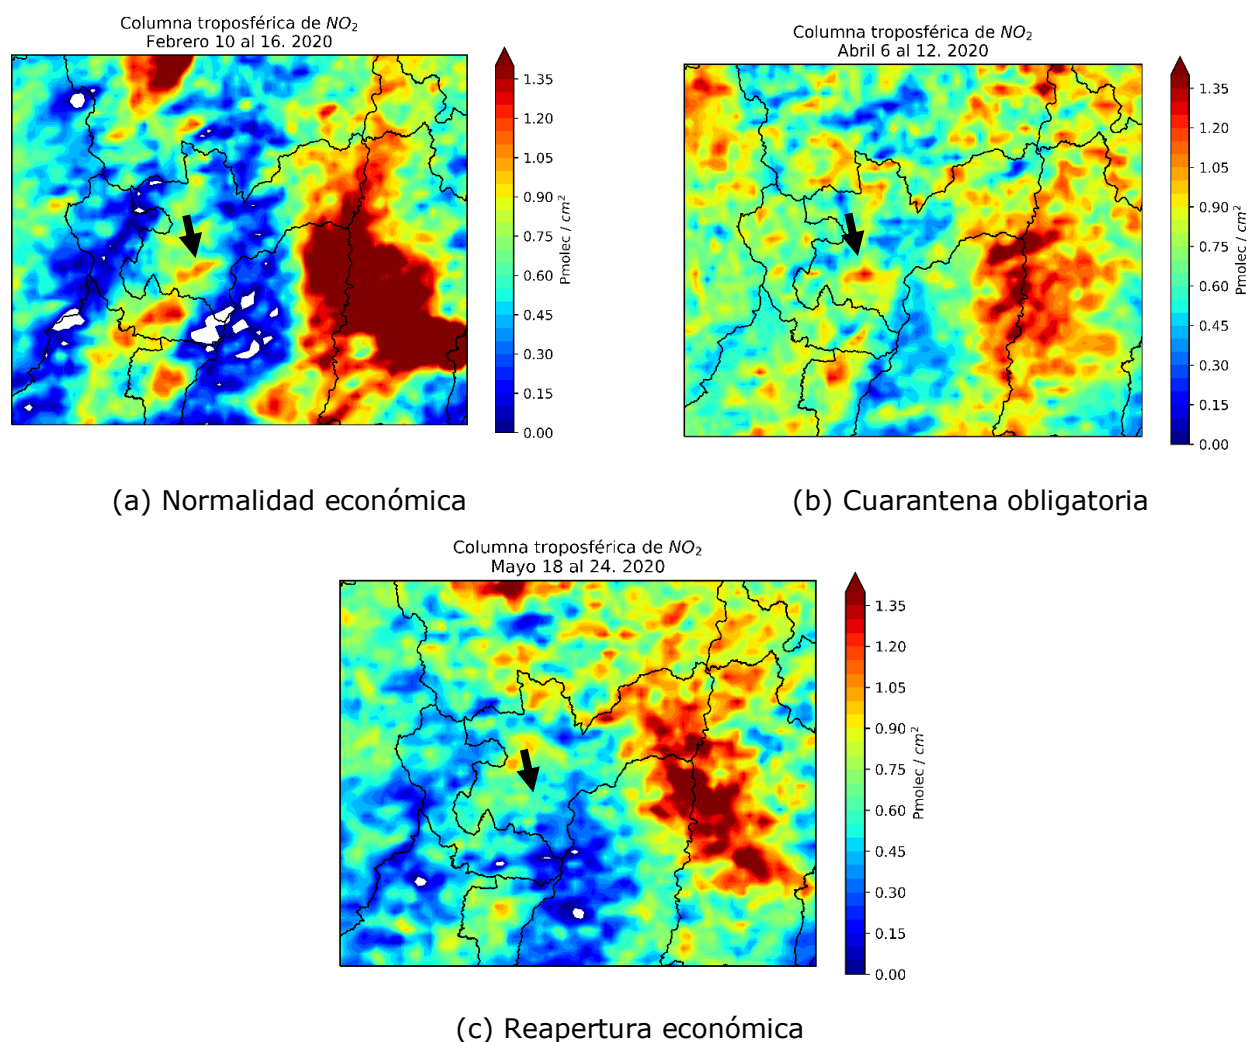 Columna troposférica de NO2
Febrero 10 al 16. 2020
1.35
1.20
1.05
0.90
0.75
0.60
0.45
0.30
0.15
0.00
Pmolec / cm2
(a) Normalidad económica
Columna troposférica de NO2
Abril 6 al 12. 2020
1.35
1.20
1.05
0.90
0.75
0.60
0.45
0.30
0.15
0.00
Pmolec / cm2
(b) Cuarantena obligatoria
Columna troposférica de NO2
Mayo 18 al 24. 2020
1.35
1.20
1.05
0.90
0.75
0.60
0.45
0.30
0.15
0.00
Pmolec / cm2
(c) Reapertura económica